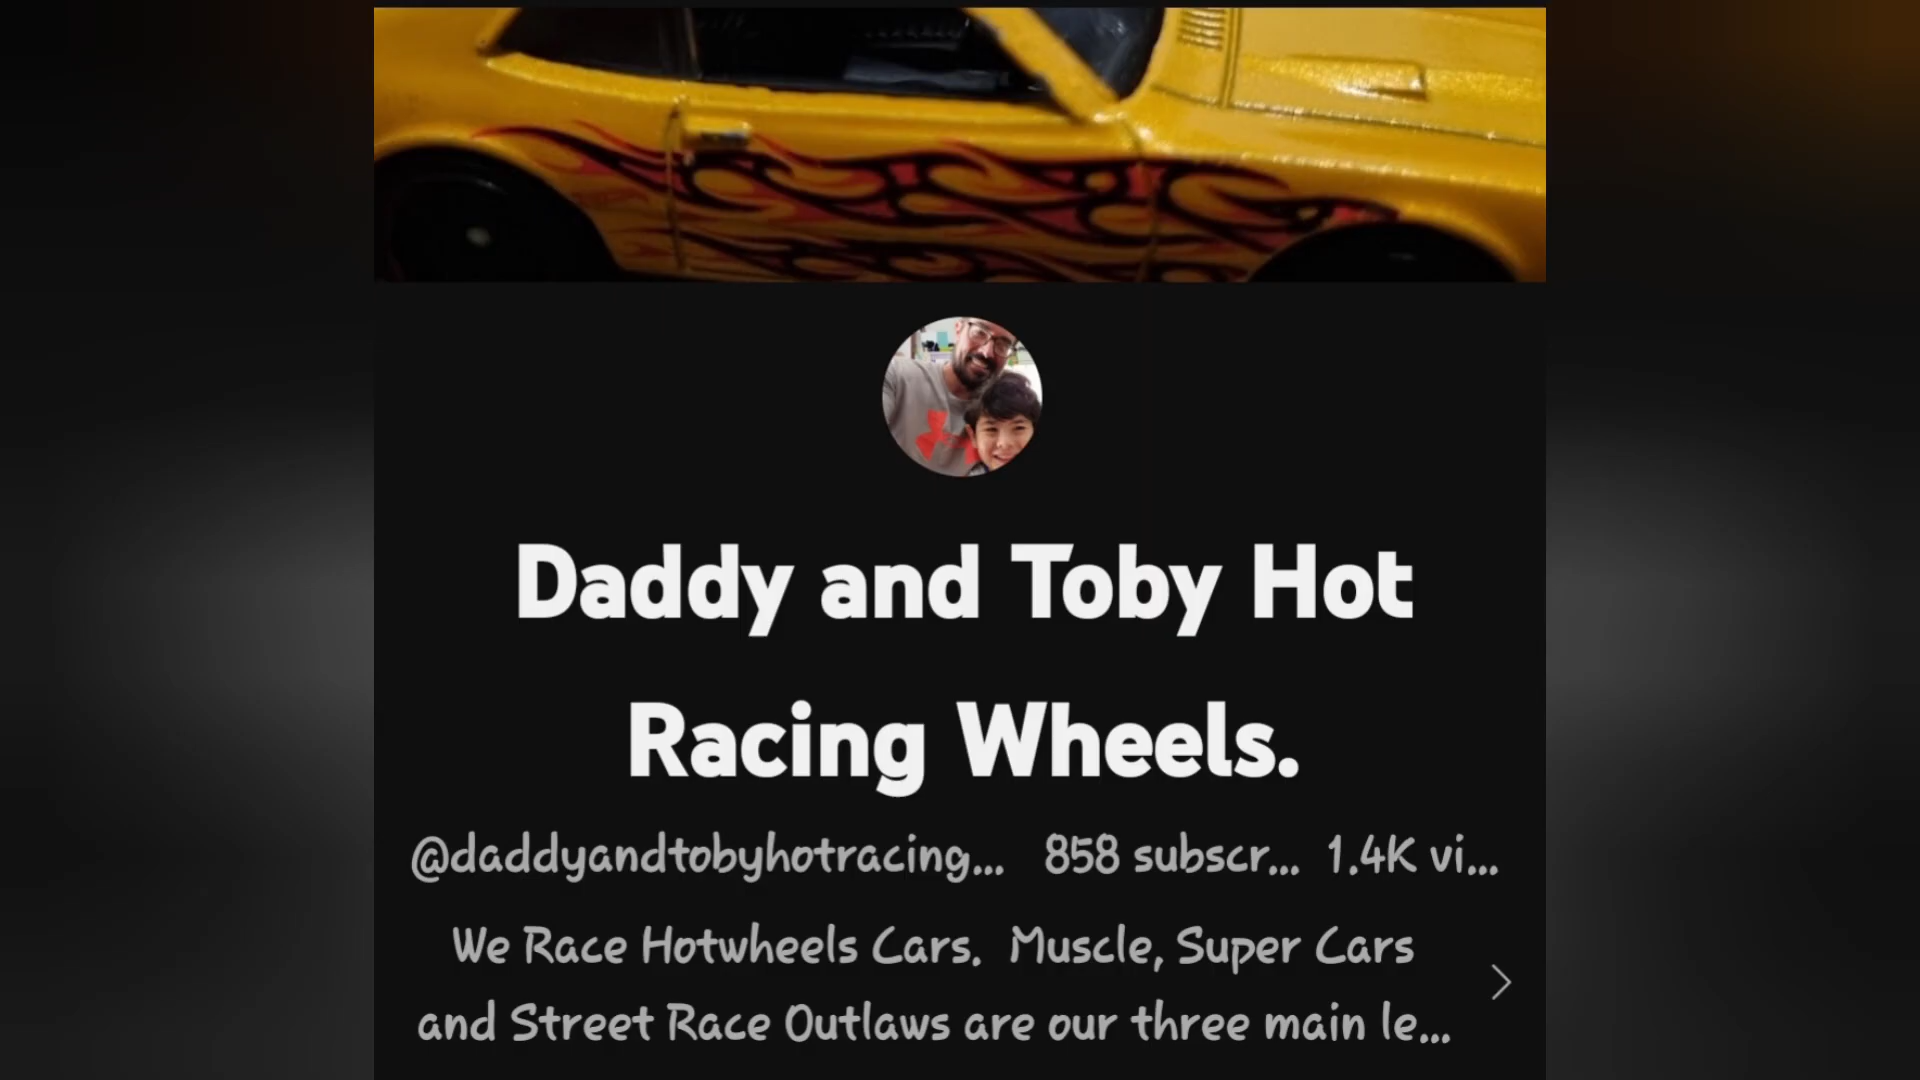 Daddy and Toby Hot
Racing Wheels.
@daddyandtobyhotracing... 858 subscr... 1.4K vi...
We Race Hotwheels Cars. Muscle, Super Cars
and Street Race Outlaws are our three main le...